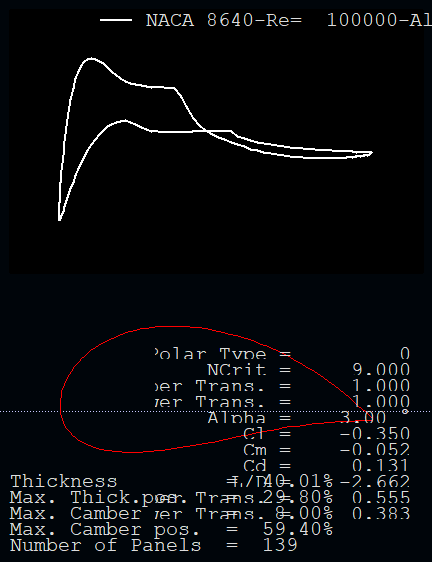 NACA 8640-Re= 100000-Al
Polar Type = 0
NCrit = 9.000
per Trans. = 1.000
wer Trans. = 1.000
Alpha = 3.00 °
Cl = -0.350
Cm = -0.052
Cd = 0.131
L/D = -2.662
Thickness = 40.01%
per Trans. = 0.555
Max. Thick.pos. = 29.80%
wer Trans. = 0.383
Max. Camber = 8.00%
Max. Camber pos. = 59.40%
Number of Panels = 139